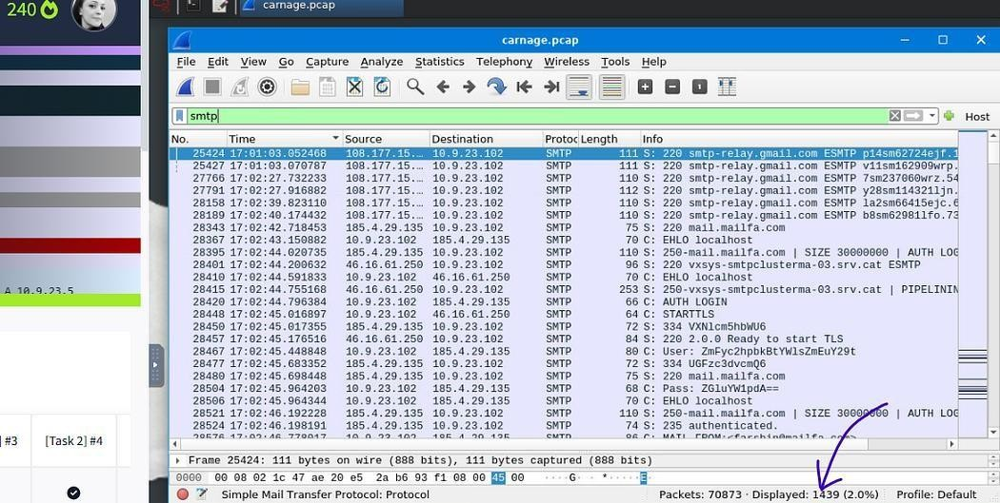 240
carnage.pcap
carnage.pcap
File Edit View Go Capture Analyze Statistics Telephony Wireless Tools Help
smtp
Host
No. Time Source Destination Protoc Length Info
25424 17:01:03.052468 108.177.15.… 10.9.23.102 SMTP 111 S: 220 smtp-relay.gmail.com ESMTP p14sm62724ejf.1
25427 17:01:03.070787 108.177.15.… 10.9.23.102 SMTP 111 S: 220 smtp-relay.gmail.com ESMTP v11sm162909wrp.
27766 17:02:27.732233 108.177.15.… 10.9.23.102 SMTP 110 S: 220 smtp-relay.gmail.com ESMTP 7sm237060wrz.54
27791 17:02:27.916882 108.177.15.… 10.9.23.102 SMTP 112 S: 220 smtp-relay.gmail.com ESMTP y28sm114321ljn.
28158 17:02:39.823110 108.177.15.… 10.9.23.102 SMTP 110 S: 220 smtp-relay.gmail.com ESMTP la2sm66415ejc.6
28189 17:02:40.174432 108.177.15.… 10.9.23.102 SMTP 110 S: 220 smtp-relay.gmail.com ESMTP b8sm62981lfo.73
28343 17:02:42.718453 185.4.29.135 10.9.23.102 SMTP 75 S: 220 mail.mailfa.com
28367 17:02:43.150882 10.9.23.102 185.4.29.135 SMTP 70 C: EHLO localhost
28395 17:02:44.020735 185.4.29.135 10.9.23.102 SMTP 110 S: 250-mail.mailfa.com | SIZE 30000000 | AUTH LOG
28401 17:02:44.200632 46.16.61.250 10.9.23.102 SMTP 96 S: 220 vxsys-smtpclusterma-03.srv.cat ESMTP
28410 17:02:44.591833 10.9.23.102 46.16.61.250 SMTP 70 C: EHLO localhost
28415 17:02:44.755168 46.16.61.250 10.9.23.102 SMTP 253 S: 250-vxsys-smtpclusterma-03.srv.cat | PIPELININ
28420 17:02:44.796384 10.9.23.102 185.4.29.135 SMTP 66 C: AUTH LOGIN
28448 17:02:45.016897 10.9.23.102 46.16.61.250 SMTP 64 C: STARTTLS
28450 17:02:45.017355 185.4.29.135 10.9.23.102 SMTP 72 S: 334 VXNlcm5hbWU6
28457 17:02:45.176516 46.16.61.250 10.9.23.102 SMTP 84 S: 220 2.0.0 Ready to start TLS
28467 17:02:45.448848 10.9.23.102 185.4.29.135 SMTP 80 C: User: ZmFyc2hpbkBtYWlsZmEuY29t
28477 17:02:45.683352 185.4.29.135 10.9.23.102 SMTP 72 S: 334 UGFzc3dvcmQ6
28480 17:02:45.698448 185.4.29.135 10.9.23.102 SMTP 75 S: 220 mail.mailfa.com
28504 17:02:45.964203 10.9.23.102 185.4.29.135 SMTP 68 C: Pass: ZGluYW1pdA==
28506 17:02:45.964344 10.9.23.102 185.4.29.135 SMTP 70 C: EHLO localhost
28521 17:02:46.192228 185.4.29.135 10.9.23.102 SMTP 110 S: 250-mail.mailfa.com | SIZE 30000000 | AUTH LOG
28524 17:02:46.198191 185.4.29.135 10.9.23.102 SMTP 74 S: 235 authenticated.
A 10.9.23.5
#3 [Task 2] #4
Frame 25424: 111 bytes on wire (888 bits), 111 bytes captured (888 bits)
0000 00 08 02 1c 47 ae 20 e5 2a b6 93 f1 08 00 45 00 ····G· · *·····E·
Simple Mail Transfer Protocol: Protocol Packets: 70873 · Displayed: 1439 (2.0%) Profile: Default